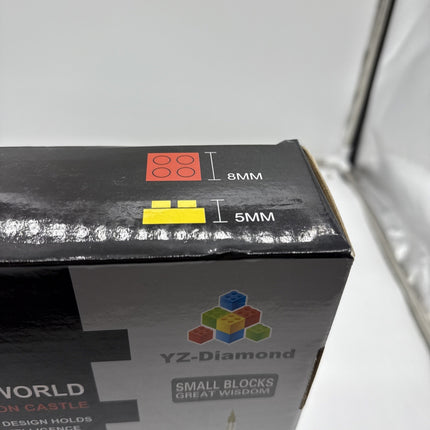 8MM
5MM
YZ-Diamond
SMALL BLOCKS
GREAT WISDOM
WORLD
ON CASTLE
DESIGN HOLDS